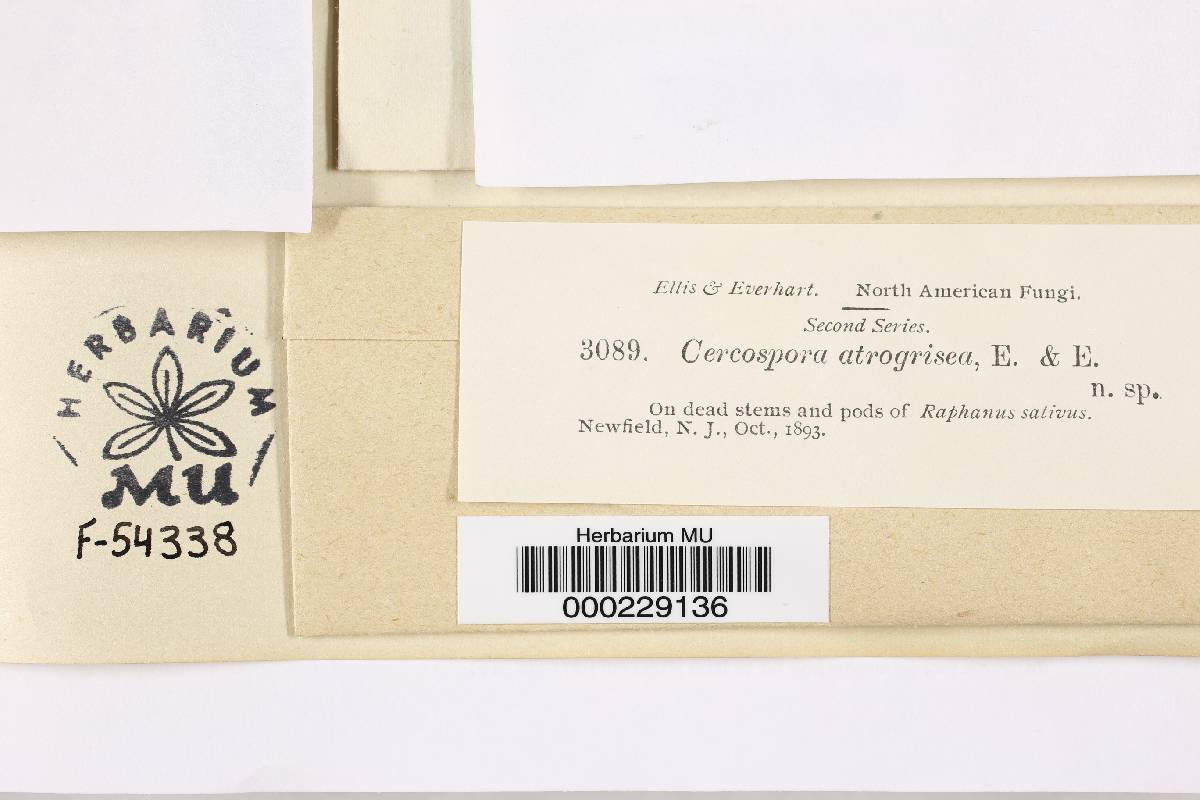 Ellis & Everhart. North American Fungi.
Second Series.
3089. Cercospora atrogrisea, E. & E.
n. sp.
On dead stems and pods of Raphanus sativus.
Newfield, N. J., Oct., 1893.
HERBARIUM
MU
F-54338
Herbarium MU
000229136